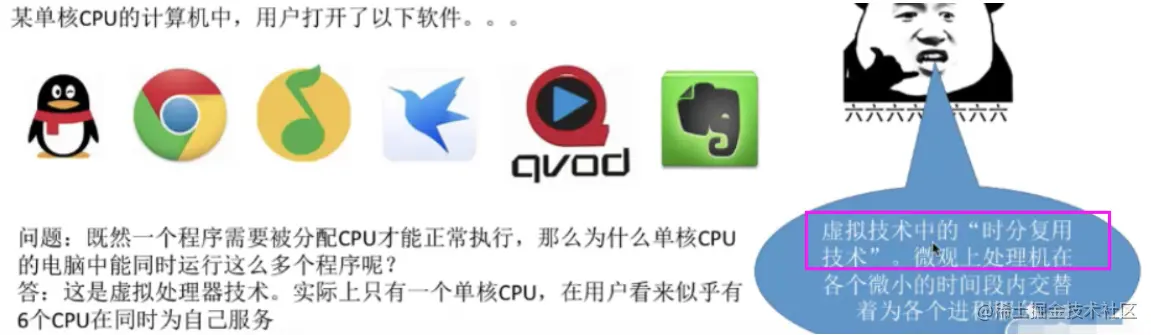 某单核CPU的计算机中，用户打开了以下软件。。。
六六六六六六六
qvod
问题：既然一个程序需要被分配CPU才能正常执行，那么为什么单核CPU
的电脑中能同时运行这么多个程序呢？
答：这是虚拟处理器技术。实际上只有一个单核CPU，在用户看来似乎有
6个CPU在同时为自己服务
虚拟技术中的“时分复用
技术”。微观上处理机在
各个微小的时间段内交替
着为各个进程
@稀土掘金技术社区